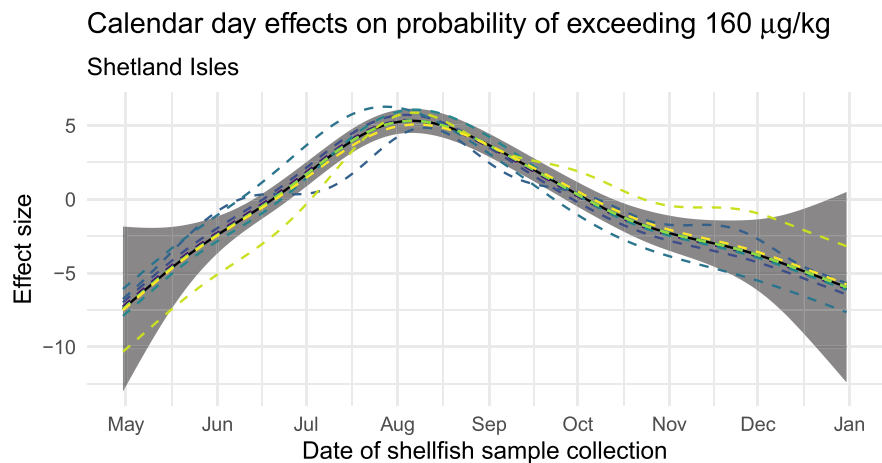 Calendar day effects on probability of exceeding 160 μg/kg
Shetland Isles
5
0
−5
−10
Effect size
May Jun Jul Aug Sep Oct Nov Dec Jan
Date of shellfish sample collection